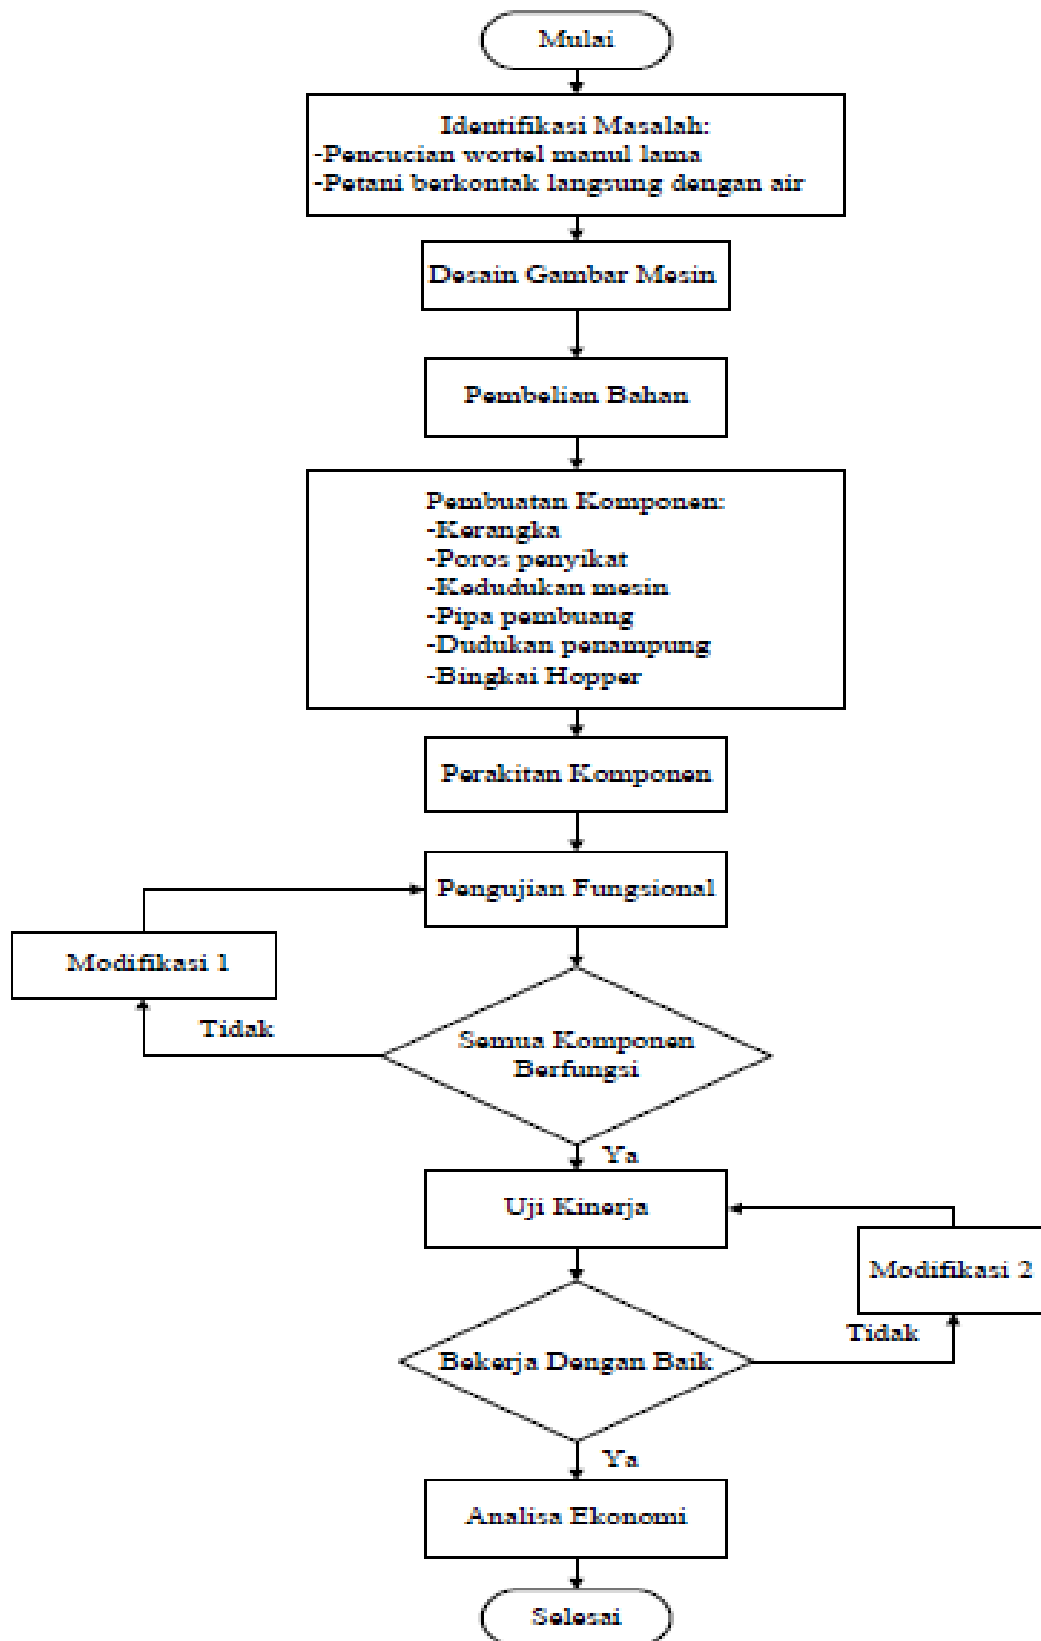 Mulai
Identifikasi Masalah:
-Pencucian wortel manul lama
-Petani berkontak langsung dengan air
Desain Gambar Mesin
Pembelian Bahan
Pembuatan Komponen:
-Kerangka
-Poros penyikat
-Kedudukan mesin
-Pipa pembuang
-Dudukan penampung
-Bingkai Hopper
Perakitan Komponen
Pengujian Fungsional
Modifikasi 1
Tidak
Semua Komponen
Berfungsi
Ya
Uji Kinerja
Modifikasi 2
Tidak
Bekerja Dengan Baik
Ya
Analisa Ekonomi
Selesai